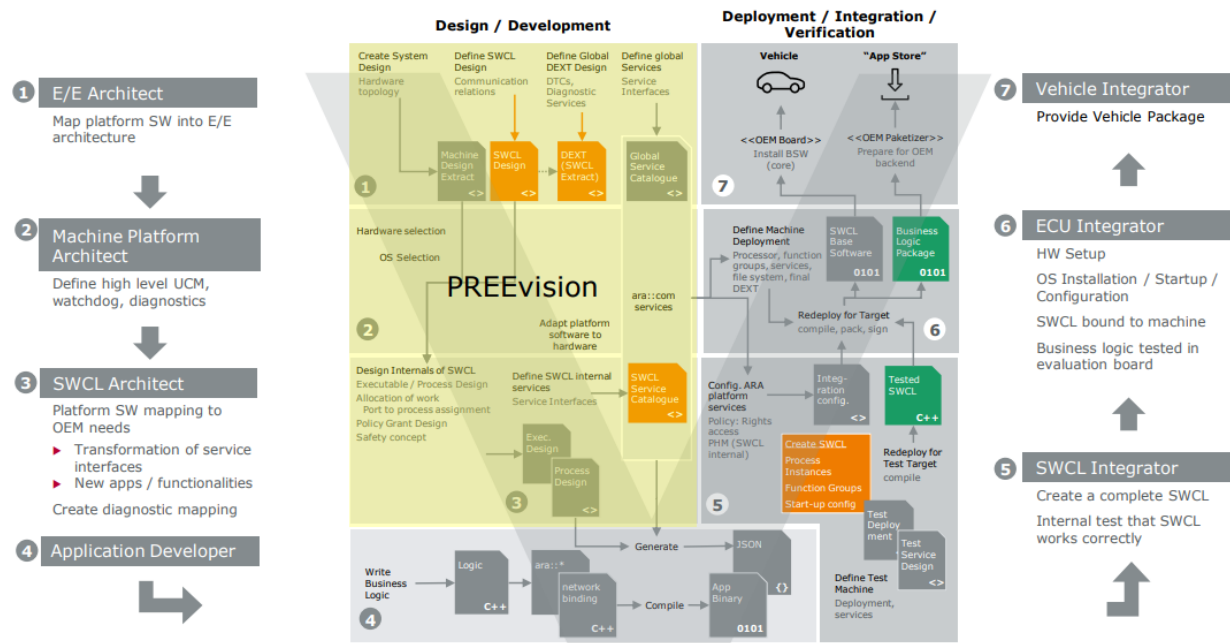 Design / Development
Deployment / Integration /
Verification
1
E/E Architect
Map platform SW into E/E
architecture
2
Machine Platform
Architect
Define high level UCM,
watchdog, diagnostics
3
SWCL Architect
Platform SW mapping to
OEM needs
Transformation of service
interfaces
New apps / functionalities
Create diagnostic mapping
4
Application Developer
Create System
Design
Hardware
topology
Define SWCL
Design
Communication
relations
Define Global
DEXT Design
DTCs,
Diagnostic
Services
Define global
Services
Service
Interfaces
Machine
Design
Extract
<>
SWCL
Design
<>
DEXT
(SWCL
Extract)
<>
Global
Service
Catalogue
<>
1
Hardware selection
OS Selection
PREEvision
Adapt platform
software to
hardware
ara::com
services
2
Design Internals of SWCL
Executable / Process Design
Allocation of work
Port to process assignment
Policy Grant Design
Safety concept
Define SWCL internal
services
Service Interfaces
SWCL
Service
Catalogue
<>
Exec.
Design
Process
Design
<>
3
Generate
JSON
{}
Write
Business
Logic
Logic
C++
ara::*
network
binding
C++
Compile
App
Binary
0101
4
Vehicle
"App Store"
<<OEM Board>>
Install BSW
(core)
<<OEM Paketizer>>
Prepare for OEM
backend
7
Define Machine
Deployment
Processor, function
groups, services,
file system, final
DEXT
SWCL
Base
Software
0101
Business
Logic
Package
0101
Redeploy for Target
compile, pack, sign
6
Config. ARA
platform
services
Policy: Rights
access
PHM (SWCL
internal)
Integ-
ration
config.
<>
Tested
SWCL
C++
Create SWCL
Process
Instances
Function Groups
Start-up config
Redeploy for
Test Target
compile
5
Test
Deploy
ment
Test
Service
Design
<>
Define Test
Machine
Deployment,
services
7
Vehicle Integrator
Provide Vehicle Package
6
ECU Integrator
HW Setup
OS Installation / Startup /
Configuration
SWCL bound to machine
Business logic tested in
evaluation board
5
SWCL Integrator
Create a complete SWCL
Internal test that SWCL
works correctly